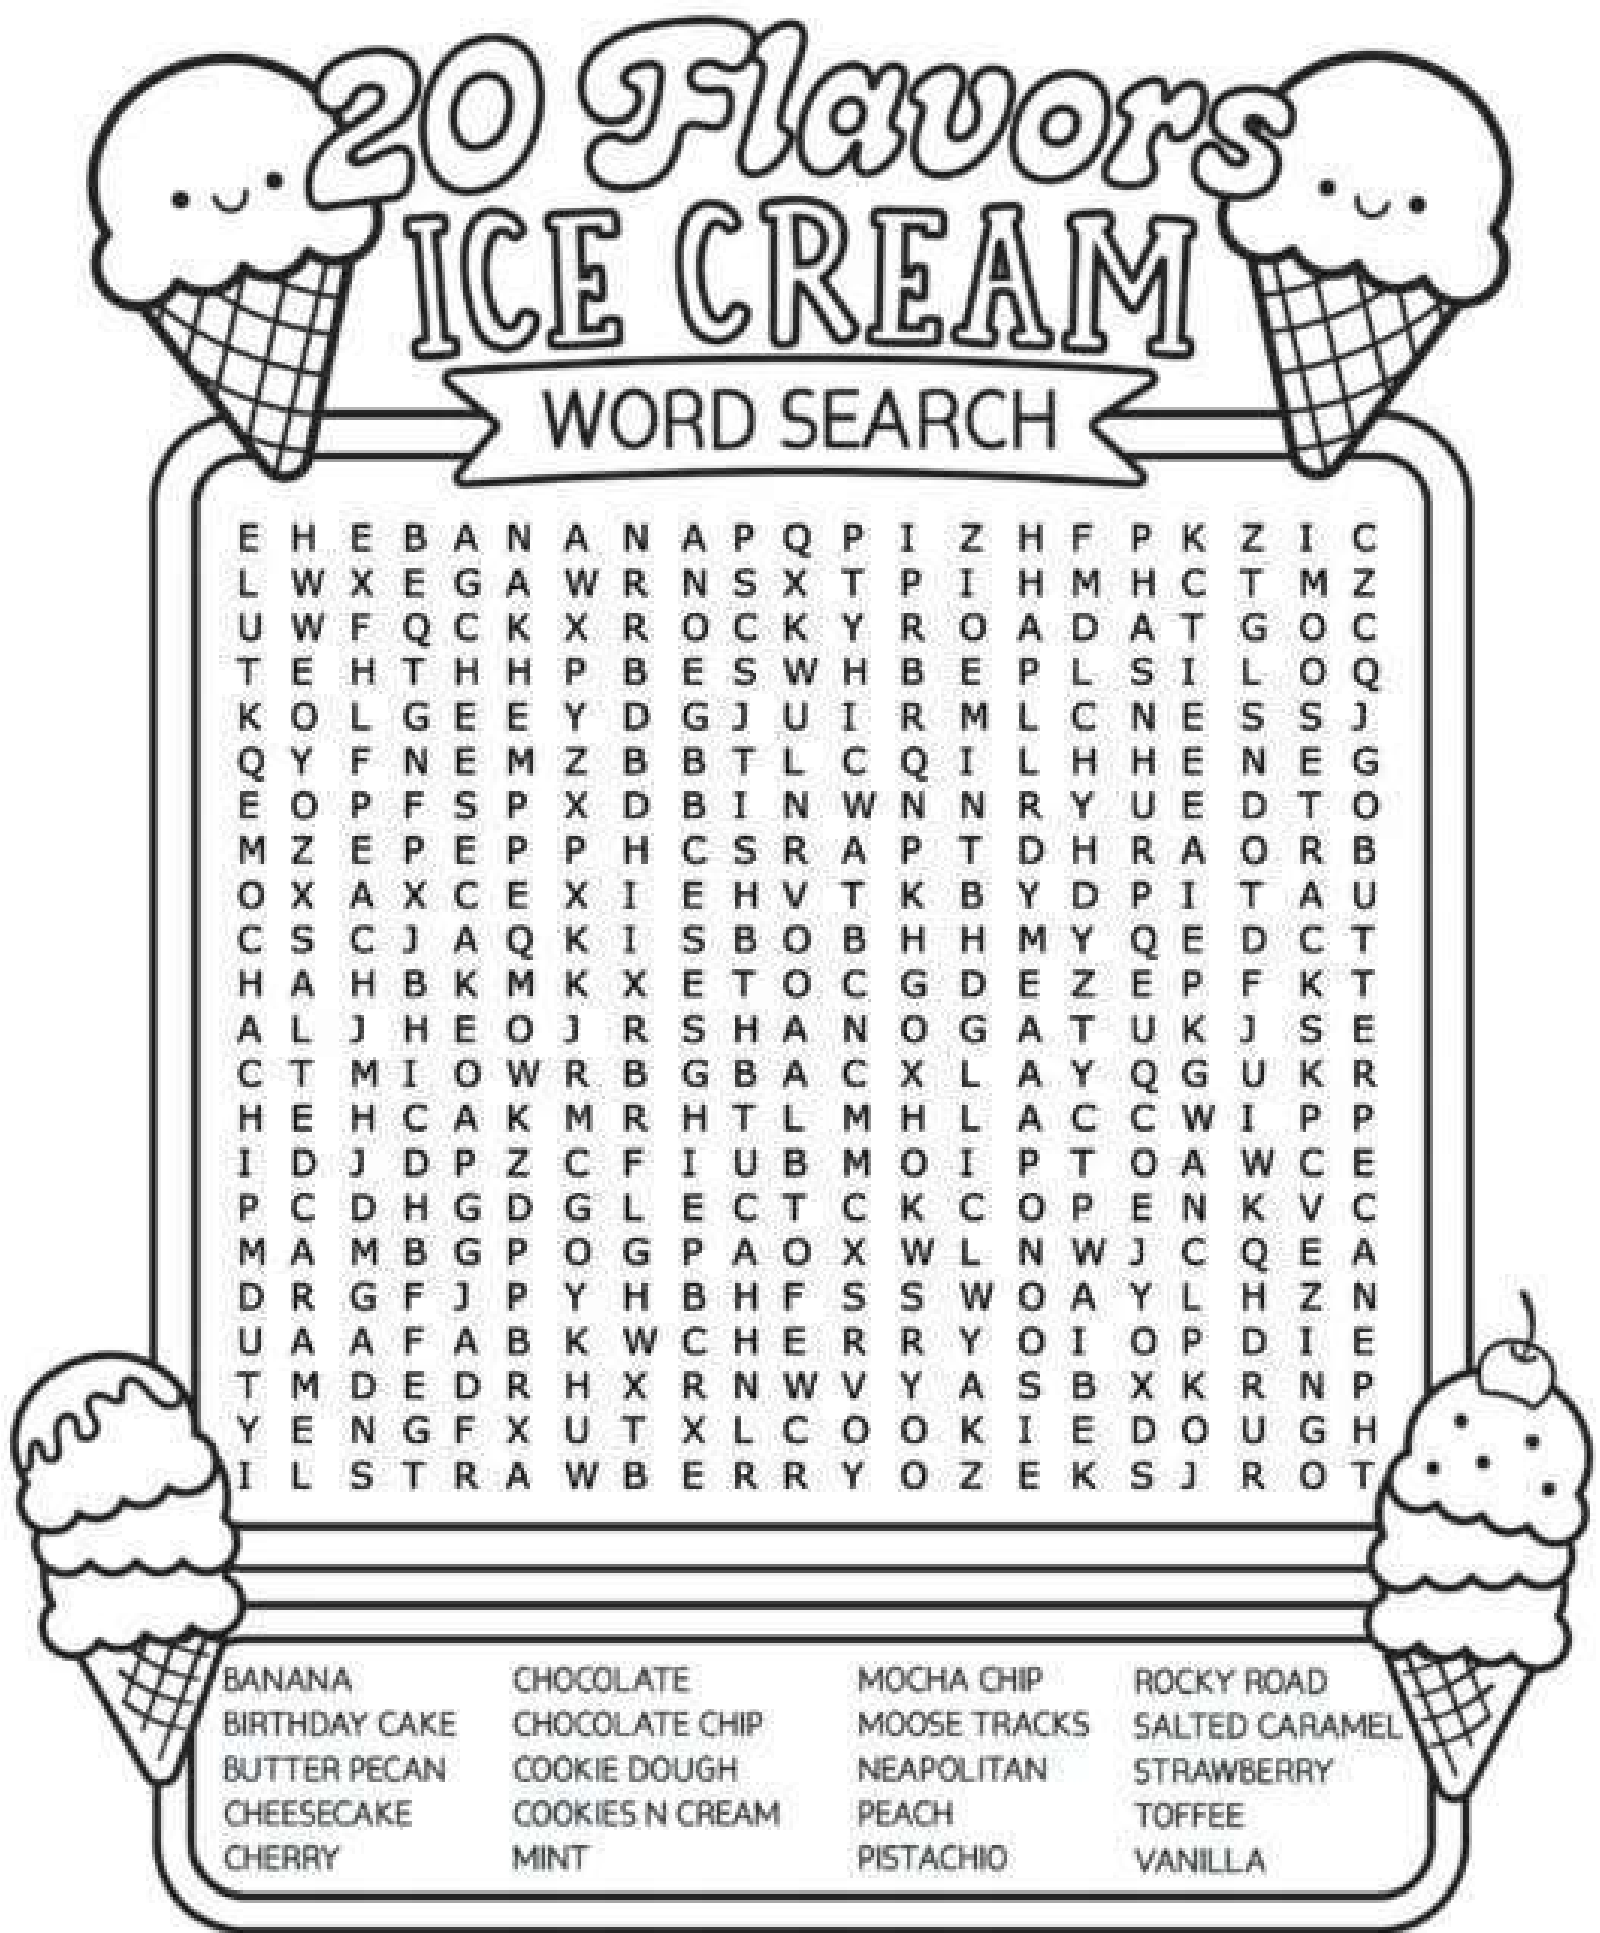 20 Flavors
ICE CREAM
WORD SEARCH
E H E B A N A N A P Q P I Z H F P K Z I C
L W X E G A W R N S X T P I H M H C T M Z
U W F Q C K X R O C K Y R O A D A T G O C
T E H T H H P B E S W H B E P L S I L O Q
K O L G E E Y D G J U I R M L C N E S S J
Q Y F N E M Z B B T L C Q I L H H E N E G
E O P F S P X D B I N W N N R Y U E D T O
M Z E P E P P H C S R A P T D H R A O R B
O X A X C E X I E H V T K B Y D P I T A U
C S C J A Q K I S B O B H H M Y Q E D C T
H A H B K M K X E T O C G D E Z E P F K T
A L J H E O J R S H A N O G A T U K J S E
C T M I O W R B G B A C X L A Y Q G U K R
H E H C A K M R H T L M H L A C C W I P P
I D J D P Z C F I U B M O I P T O A W C E
P C D H G D G L E C T C K C O P E N K V C
M A M B G P O G P A O X W L N W J C Q E A
D R G F J P Y H B H F S S W O A Y L H Z N
U A A F A B K W C H E R R Y O I O P D I E
T M D E D R H X R N W V Y A S B X K R N P
Y E N G F X U T X L C O O K I E D O U G H
I L S T R A W B E R R Y O Z E K S J R O T
BANANA CHOCOLATE MOCHA CHIP ROCKY ROAD
BIRTHDAY CAKE CHOCOLATE CHIP MOOSE TRACKS SALTED CARAMEL
BUTTER PECAN COOKIE DOUGH NEAPOLITAN STRAWBERRY
CHEESECAKE COOKIES N CREAM PEACH TOFFEE
CHERRY MINT PISTACHIO VANILLA